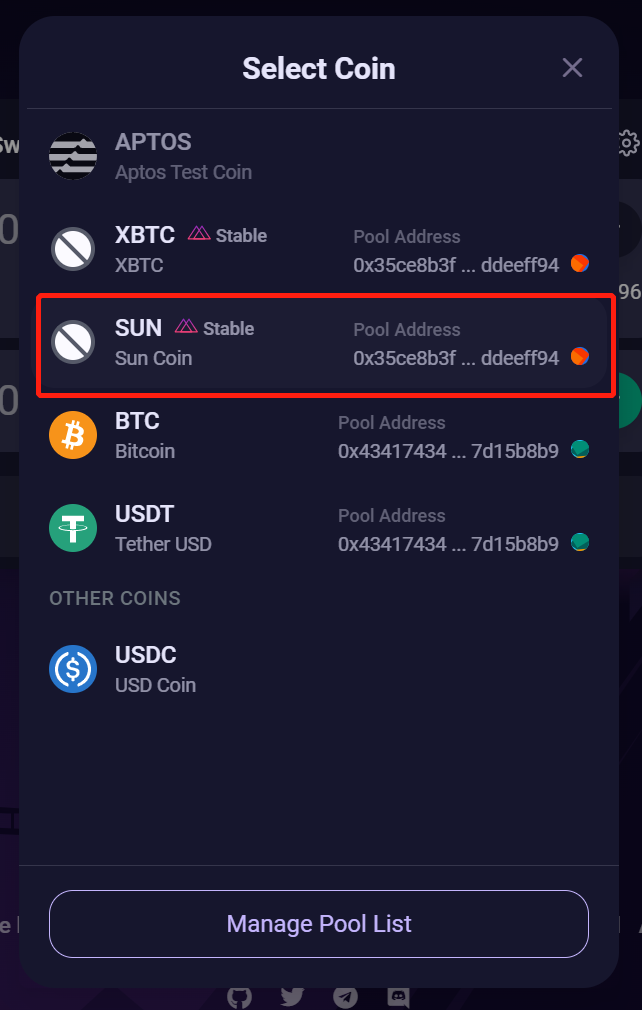 Select Coin
APTOS
Aptos Test Coin
XBTC Stable Pool Address
XBTC 0x35ce8b3f ... ddeeff94
SUN Stable Pool Address
Sun Coin 0x35ce8b3f ... ddeeff94
BTC Pool Address
Bitcoin 0x43417434 ... 7d15b8b9
USDT Pool Address
Tether USD 0x43417434 ... 7d15b8b9
OTHER COINS
USDC
USD Coin
Manage Pool List